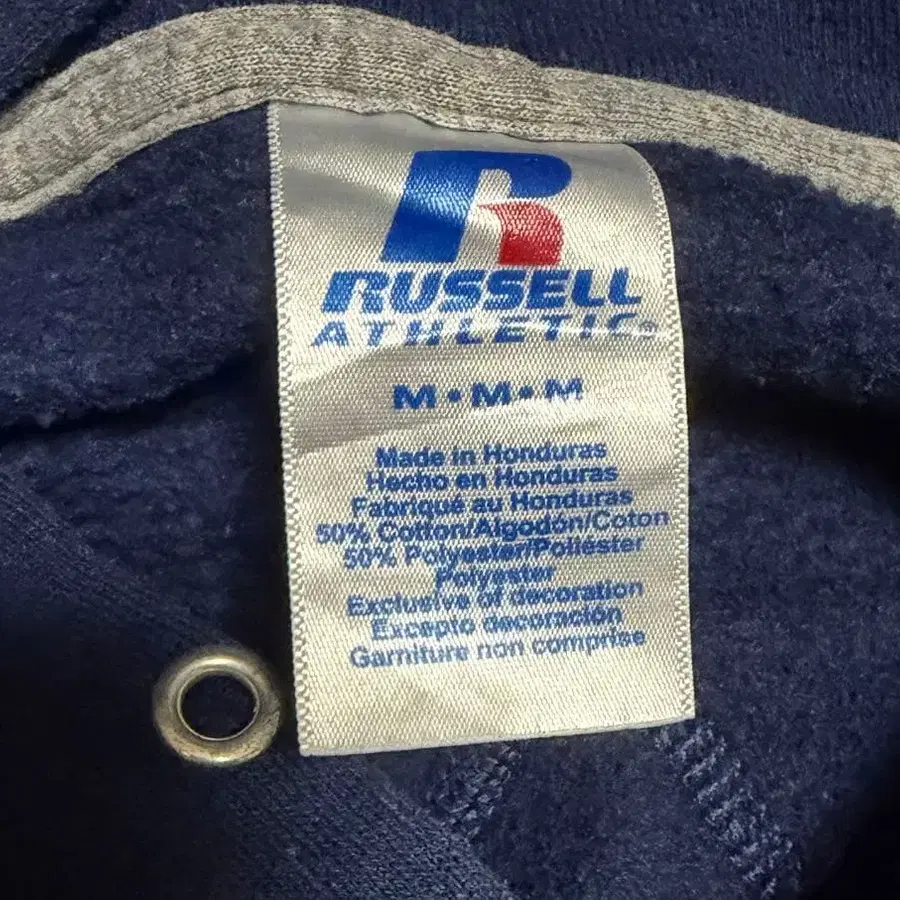 R
RUSSELL
ATHLETIC®
M • M • M
Made in Honduras
Hecho en Honduras
Fabriqué au Honduras
50% Cotton/Algodón/Coton
50% Polyester/Poliéster
Polyester
Exclusive of decoration
Excepto decoración
Garniture non comprise